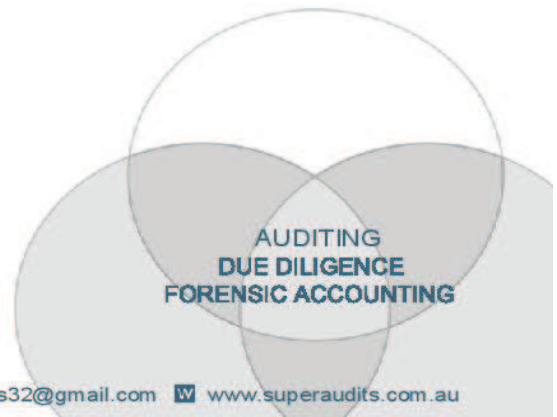 AUDITING
DUE DILIGENCE
FORENSIC ACCOUNTING
s32@gmail.com W www.superaudits.com.au